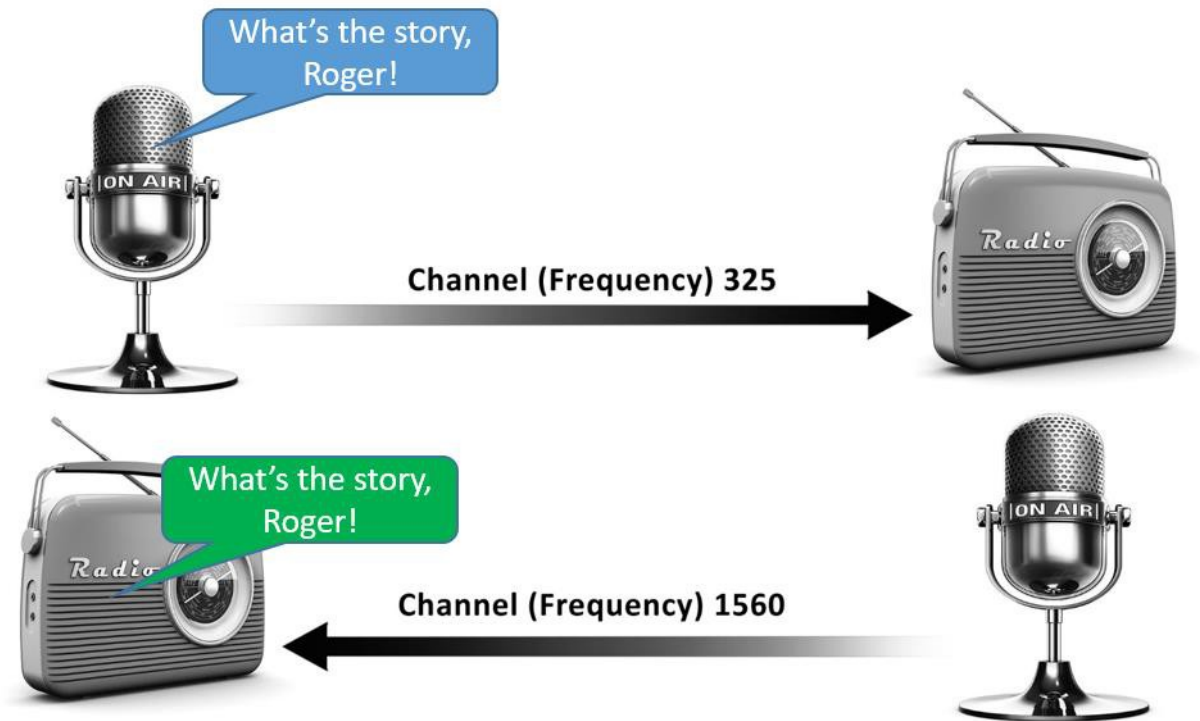 What's the story,
Roger!
ON AIR
Radio
Channel (Frequency) 325
What's the story,
Roger!
Radio
ON AIR
Channel (Frequency) 1560